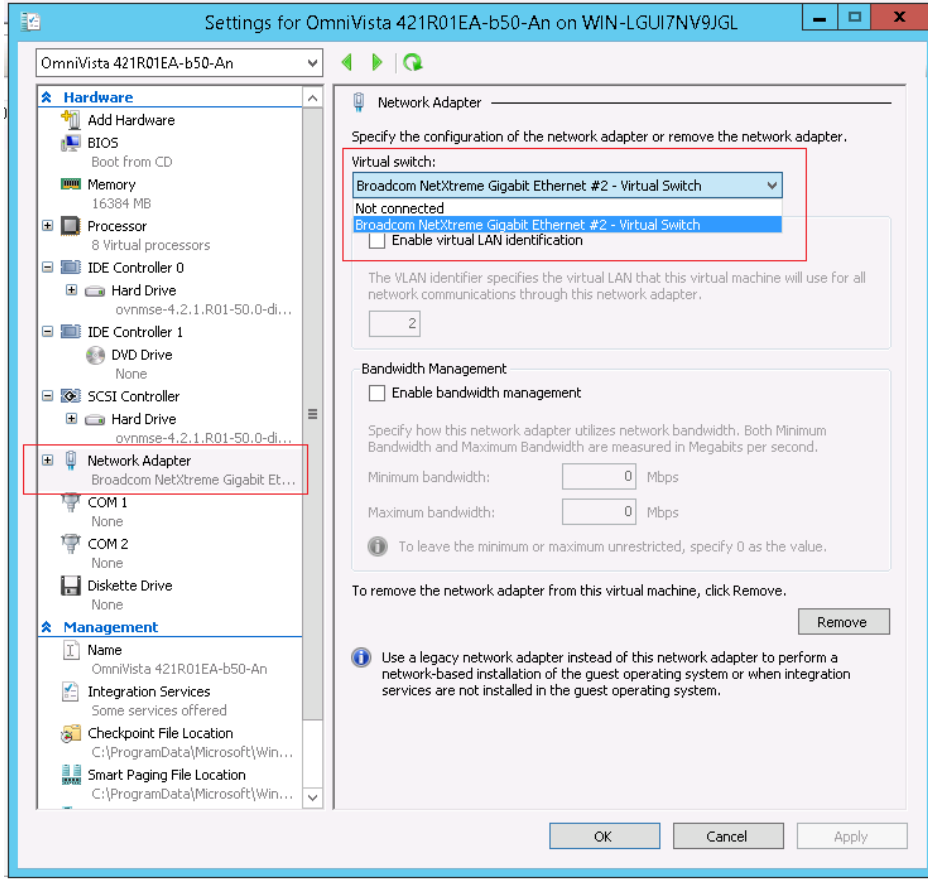 Settings for OmniVista 421R01EA-b50-An on WIN-LGUI7NV9JGL
OmniVista 421R01EA-b50-An
Hardware
Add Hardware
BIOS
Boot from CD
Memory
16384 MB
Processor
8 Virtual processors
IDE Controller 0
Hard Drive
ovnmse-4.2.1.R01-50.0-di...
IDE Controller 1
DVD Drive
None
SCSI Controller
Hard Drive
ovnmse-4.2.1.R01-50.0-di...
Network Adapter
Broadcom NetXtreme Gigabit Et...
COM 1
None
COM 2
None
Diskette Drive
None
Management
Name
OmniVista 421R01EA-b50-An
Integration Services
Some services offered
Checkpoint File Location
C:\ProgramData\Microsoft\Win...
Smart Paging File Location
C:\ProgramData\Microsoft\Win...
Network Adapter
Specify the configuration of the network adapter or remove the network adapter.
Virtual switch:
Broadcom NetXtreme Gigabit Ethernet #2 - Virtual Switch
Not connected
Broadcom NetXtreme Gigabit Ethernet #2 - Virtual Switch
Enable virtual LAN identification
The VLAN identifier specifies the virtual LAN that this virtual machine will use for all
network communications through this network adapter.
2
Bandwidth Management
Enable bandwidth management
Specify how this network adapter utilizes network bandwidth. Both Minimum
Bandwidth and Maximum Bandwidth are measured in Megabits per second.
Minimum bandwidth: 0 Mbps
Maximum bandwidth: 0 Mbps
To leave the minimum or maximum unrestricted, specify 0 as the value.
To remove the network adapter from this virtual machine, click Remove.
Remove
Use a legacy network adapter instead of this network adapter to perform a
network-based installation of the guest operating system or when integration
services are not installed in the guest operating system.
OK Cancel Apply